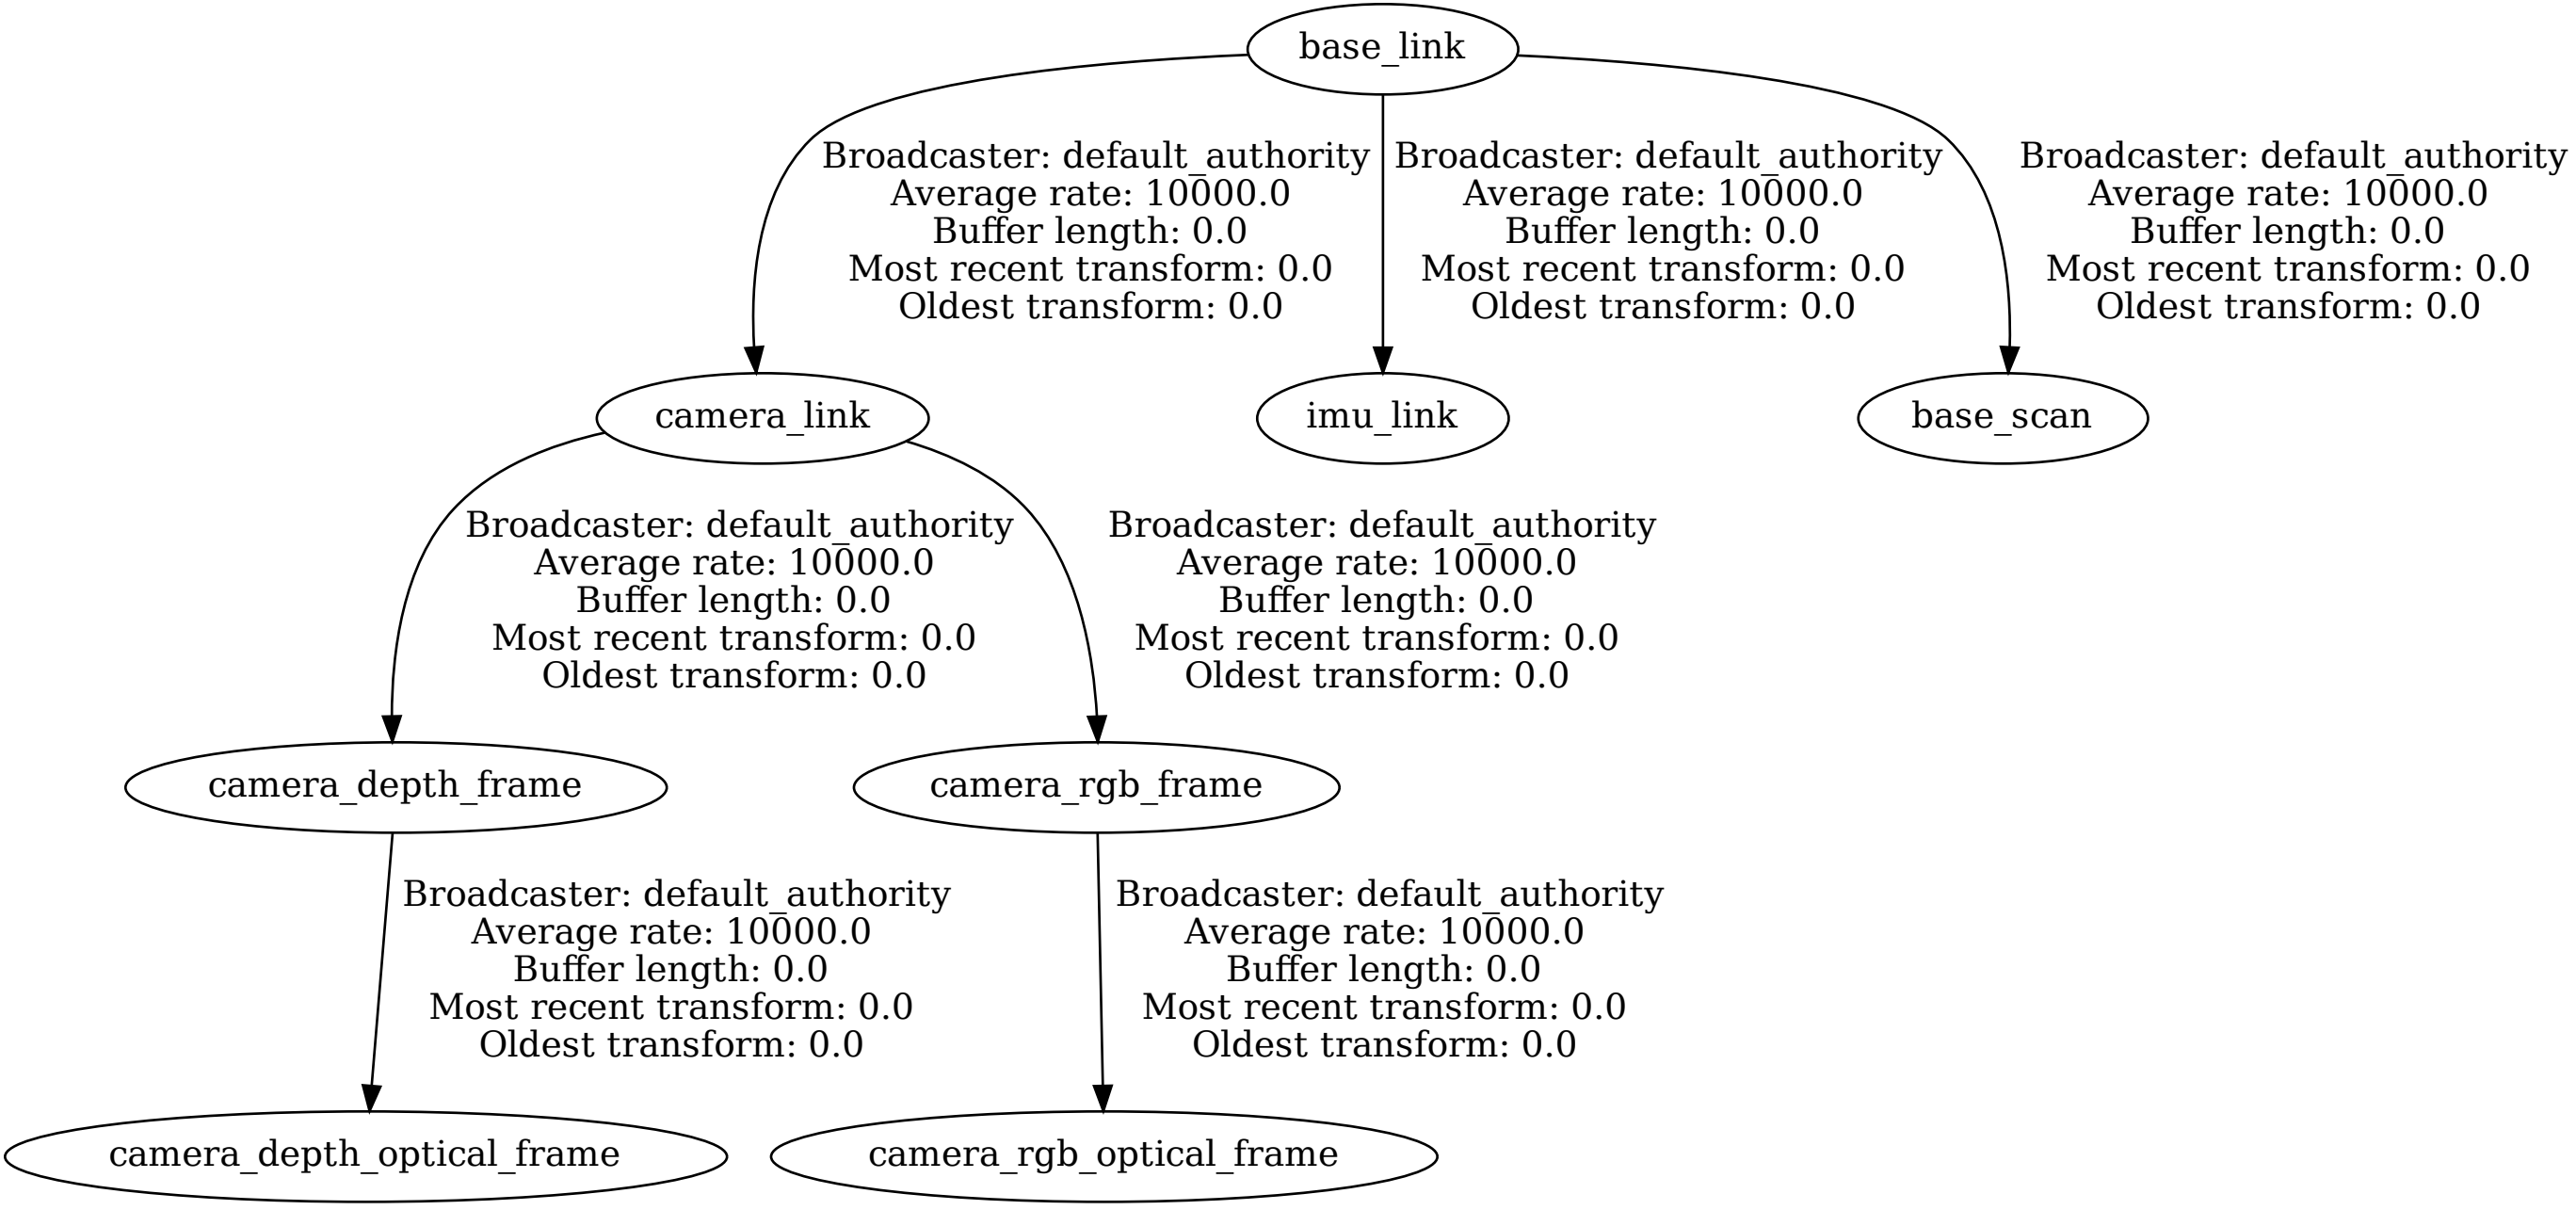 base_link
Broadcaster: default_authority
Average rate: 10000.0
Buffer length: 0.0
Most recent transform: 0.0
Oldest transform: 0.0
Broadcaster: default_authority
Average rate: 10000.0
Buffer length: 0.0
Most recent transform: 0.0
Oldest transform: 0.0
Broadcaster: default_authority
Average rate: 10000.0
Buffer length: 0.0
Most recent transform: 0.0
Oldest transform: 0.0
camera_link
imu_link
base_scan
Broadcaster: default_authority
Average rate: 10000.0
Buffer length: 0.0
Most recent transform: 0.0
Oldest transform: 0.0
Broadcaster: default_authority
Average rate: 10000.0
Buffer length: 0.0
Most recent transform: 0.0
Oldest transform: 0.0
camera_depth_frame
camera_rgb_frame
Broadcaster: default_authority
Average rate: 10000.0
Buffer length: 0.0
Most recent transform: 0.0
Oldest transform: 0.0
Broadcaster: default_authority
Average rate: 10000.0
Buffer length: 0.0
Most recent transform: 0.0
Oldest transform: 0.0
camera_depth_optical_frame
camera_rgb_optical_frame